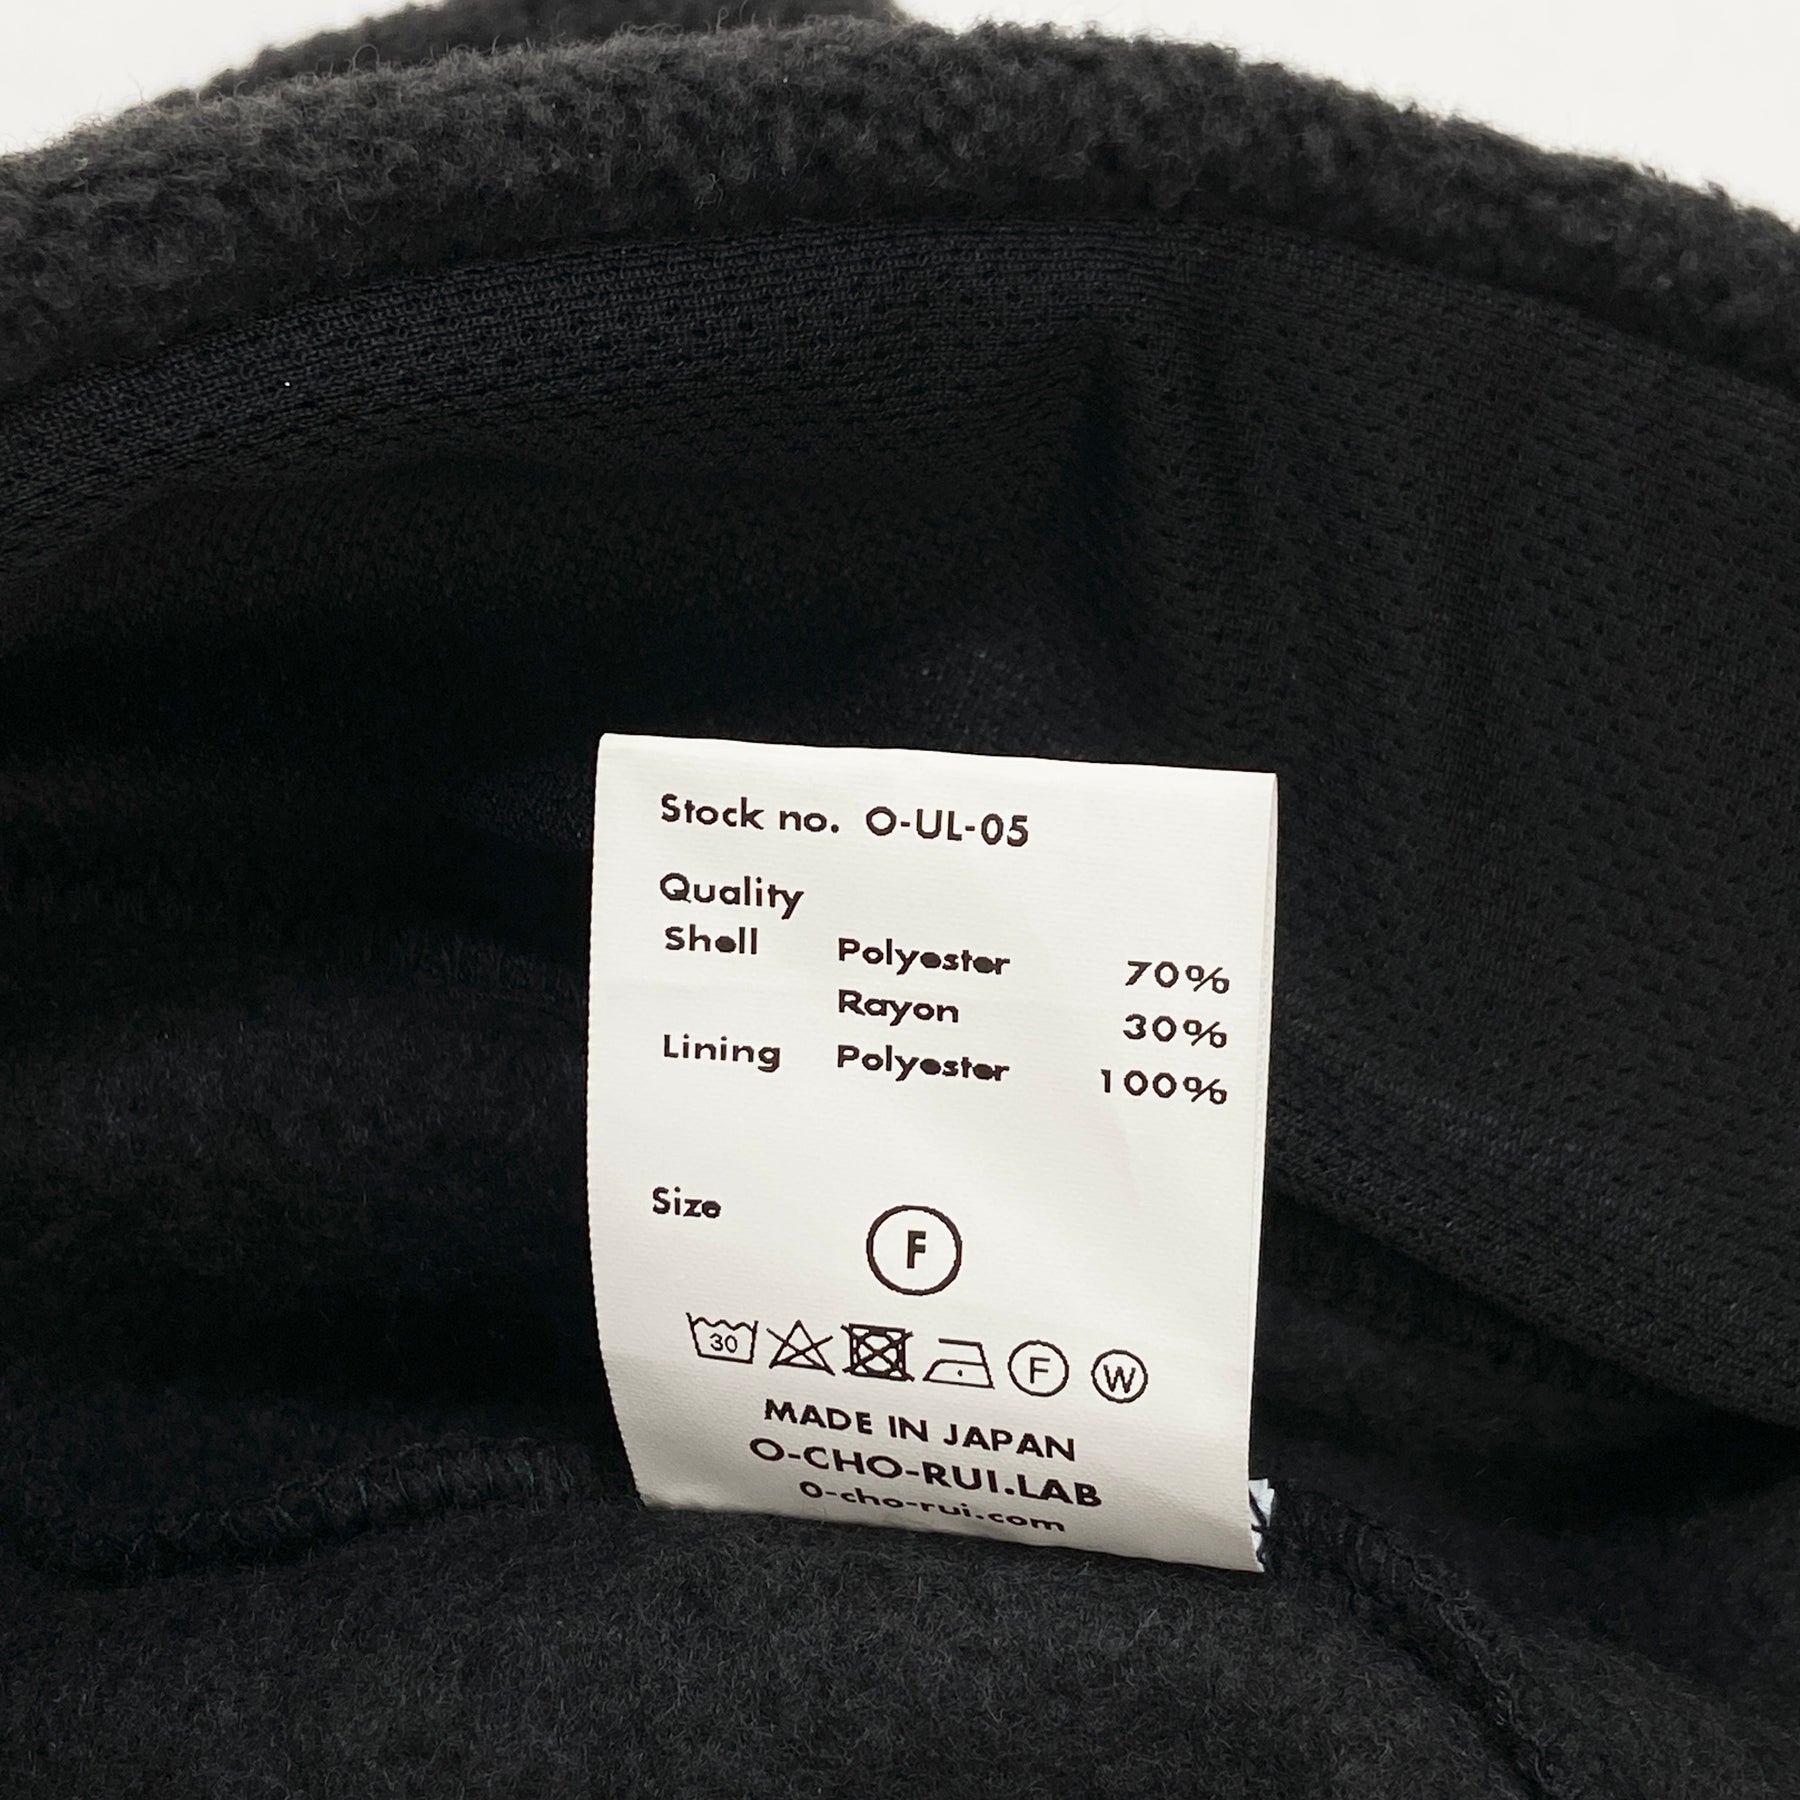 Stock no. O-UL-05
Quality
Shell Polyester 70%
Rayon 30%
Lining Polyester 100%
Size F
30 F W
MADE IN JAPAN
O-CHO-RUI.LAB
O-cho-rui.com